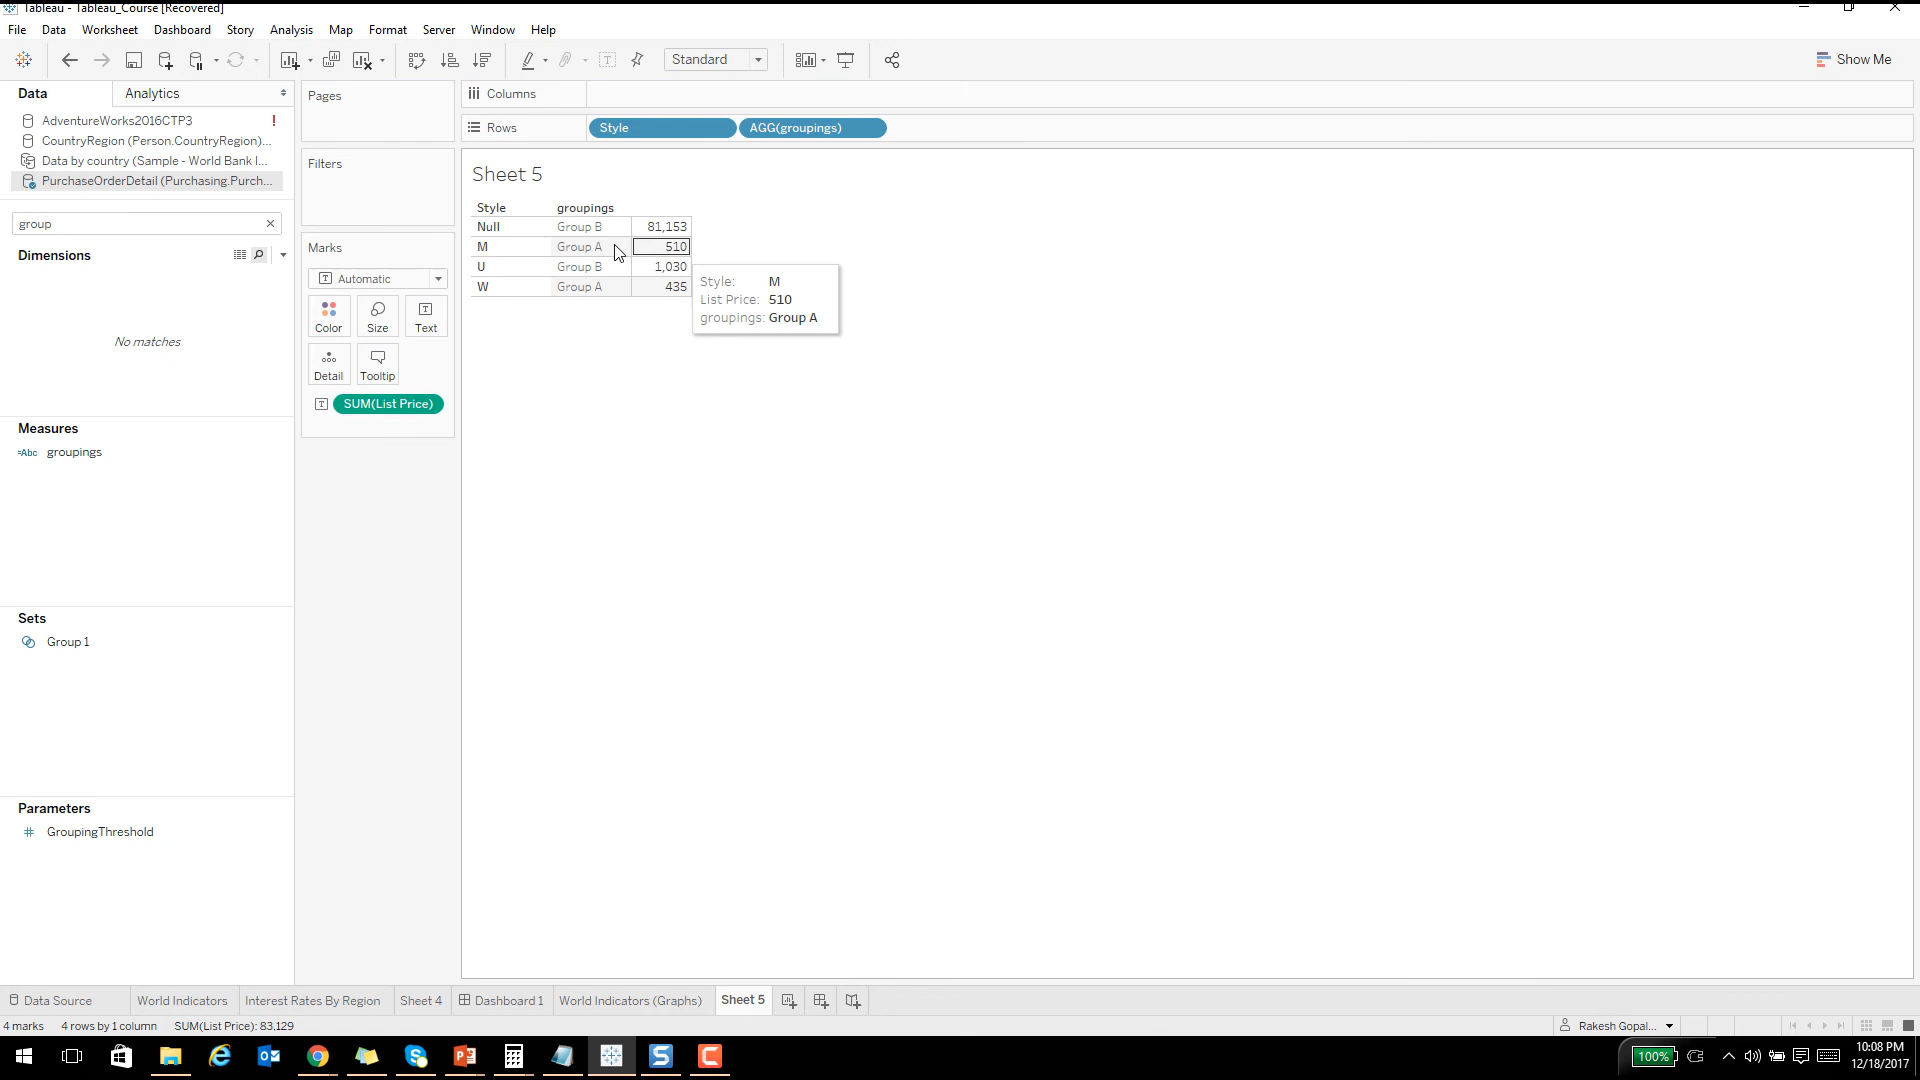 Tableau - Tableau_Course [Recovered]
File Data Worksheet Dashboard Story Analysis Map Format Server Window Help
Standard
Show Me
Data Analytics
AdventureWorks2016CTP3 !
CountryRegion (Person.CountryRegion)...
Data by country (Sample - World Bank I...
PurchaseOrderDetail (Purchasing.Purch...
group
Dimensions
No matches
Measures
=Abc groupings
Sets
Group 1
Parameters
# GroupingThreshold
Pages
Filters
Marks
Automatic
Color Size Text
Detail Tooltip
SUM(List Price)
Columns
Rows Style AGG(groupings)
Sheet 5
Style groupings
Null Group B 81,153
M Group A 510
U Group B 1,030
W Group A 435
Style: M
List Price: 510
groupings: Group A
Data Source World Indicators Interest Rates By Region Sheet 4 Dashboard 1 World Indicators (Graphs) Sheet 5
4 marks 4 rows by 1 column SUM(List Price): 83,129
Rakesh Gopal...
100%
10:08 PM
12/18/2017